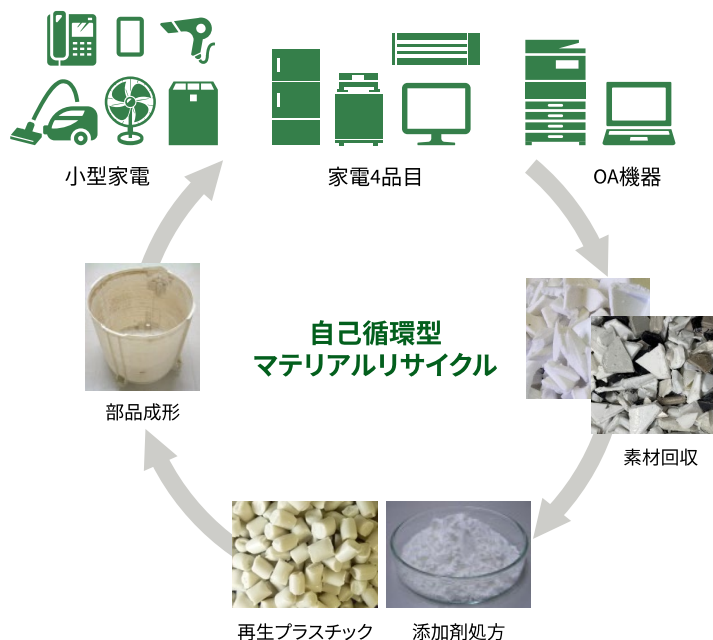 小型家電
家電4品目
OA機器
自己循環型
マテリアルリサイクル
部品成形
素材回収
再生プラスチック
添加剤処方